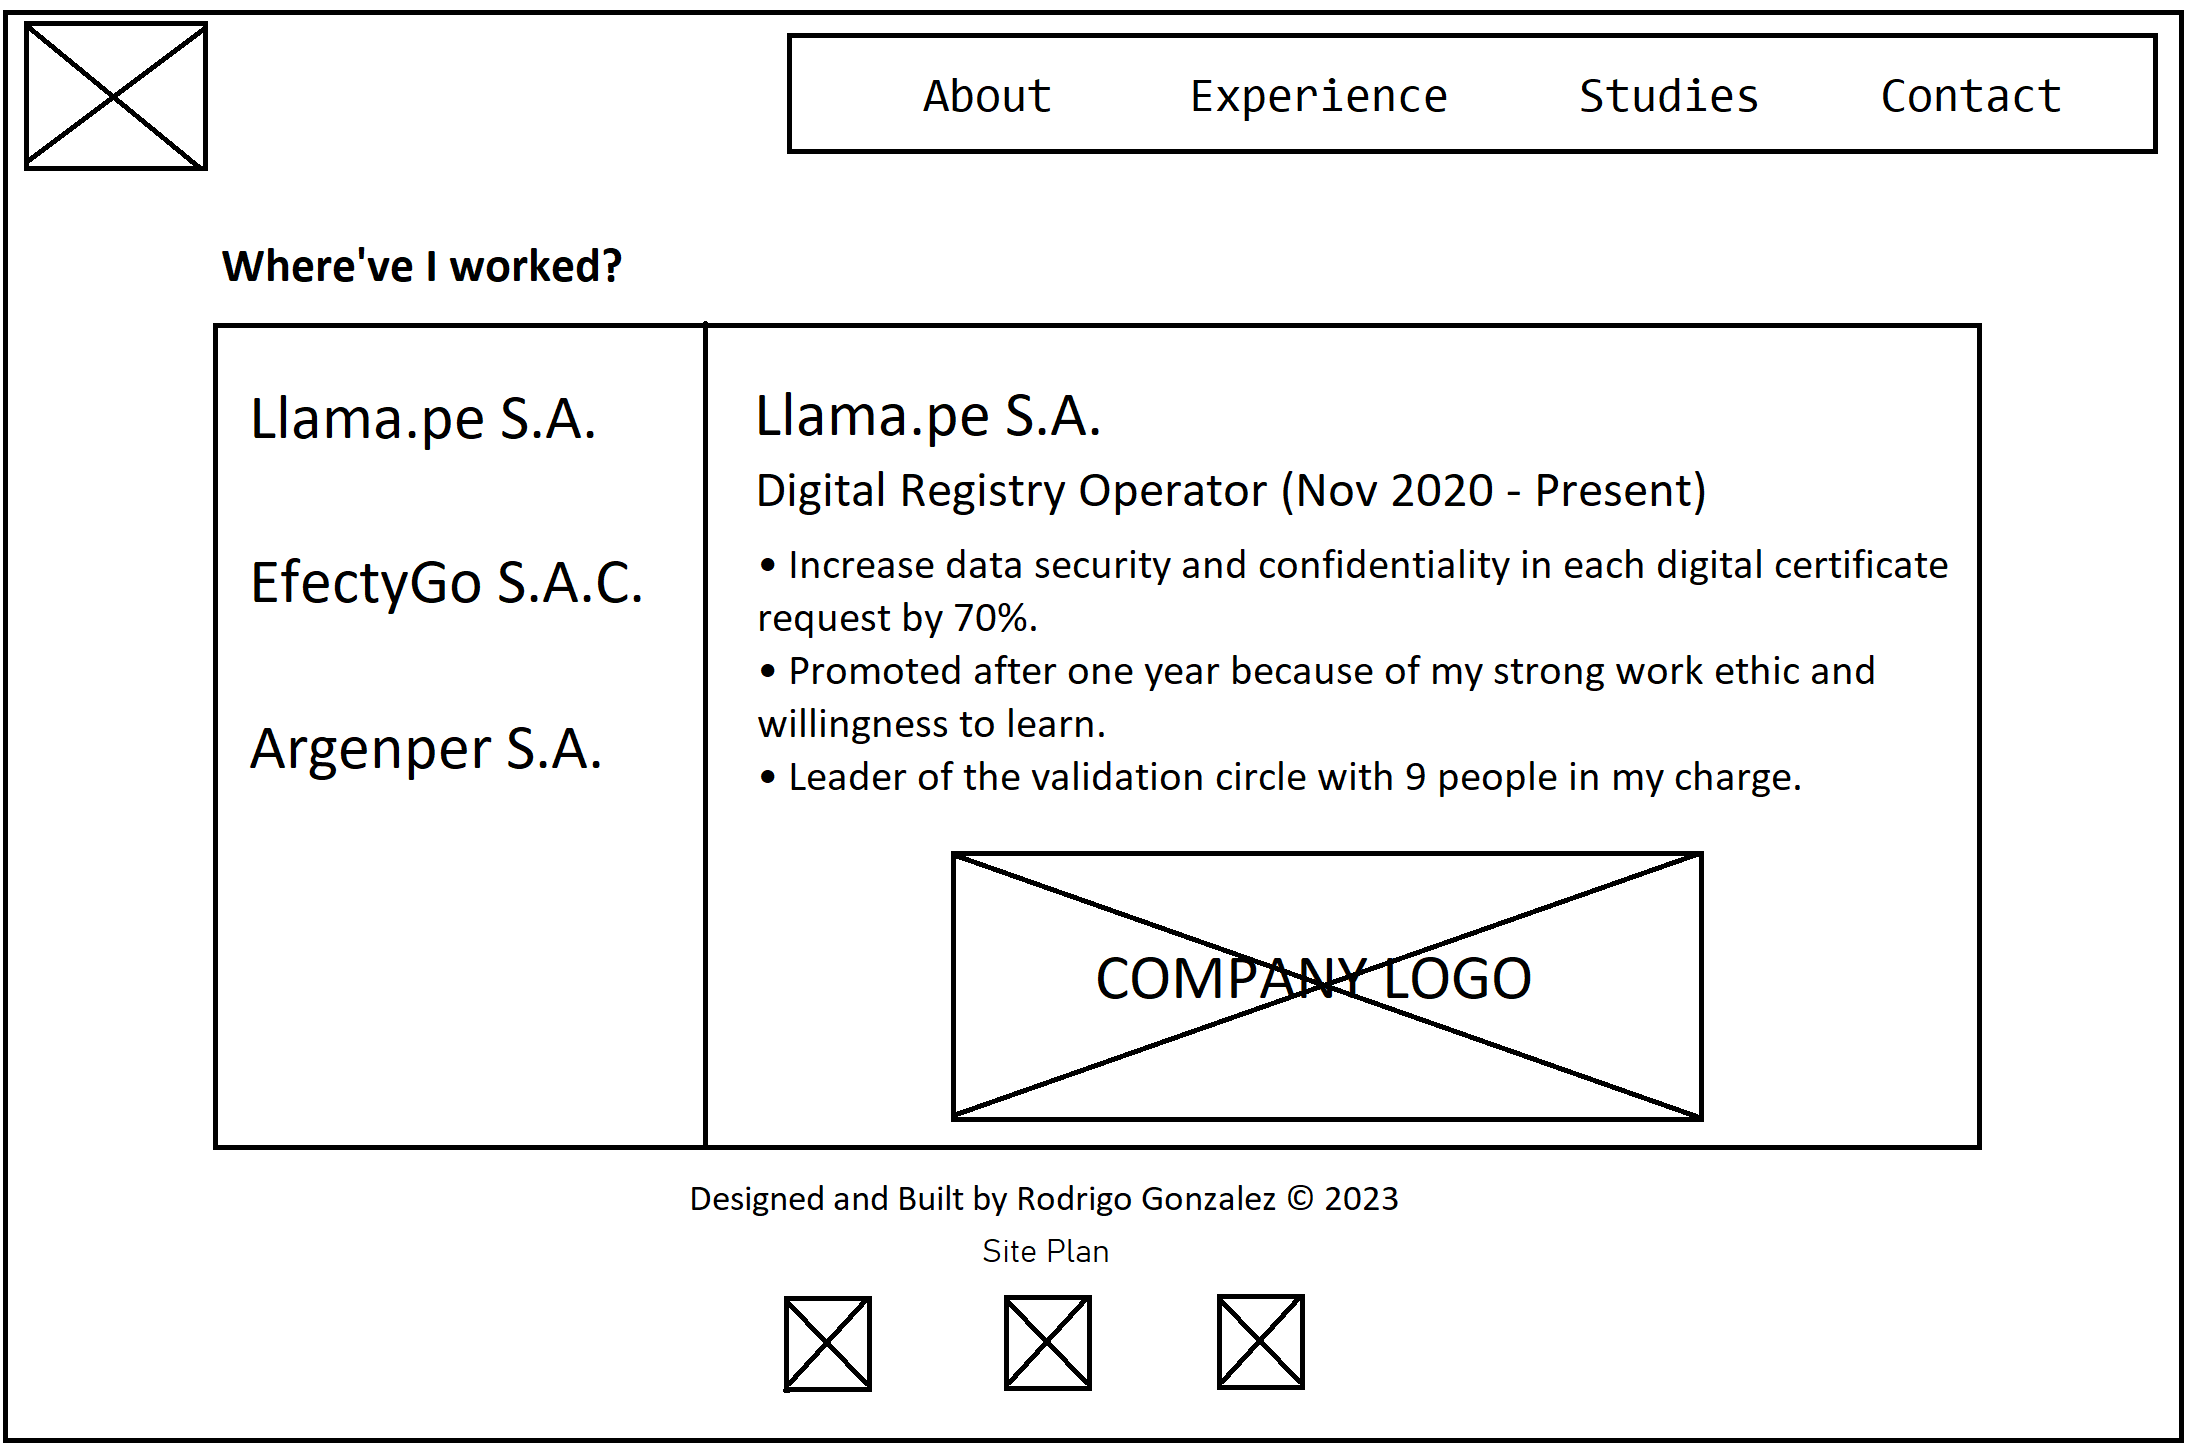 About Experience Studies Contact
Where've I worked?
Llama.pe S.A.
EfectyGo S.A.C.
Argenper S.A.
Llama.pe S.A.
Digital Registry Operator (Nov 2020 - Present)
• Increase data security and confidentiality in each digital certificate
request by 70%.
• Promoted after one year because of my strong work ethic and
willingness to learn.
• Leader of the validation circle with 9 people in my charge.
COMPANY LOGO
Designed and Built by Rodrigo Gonzalez © 2023
Site Plan